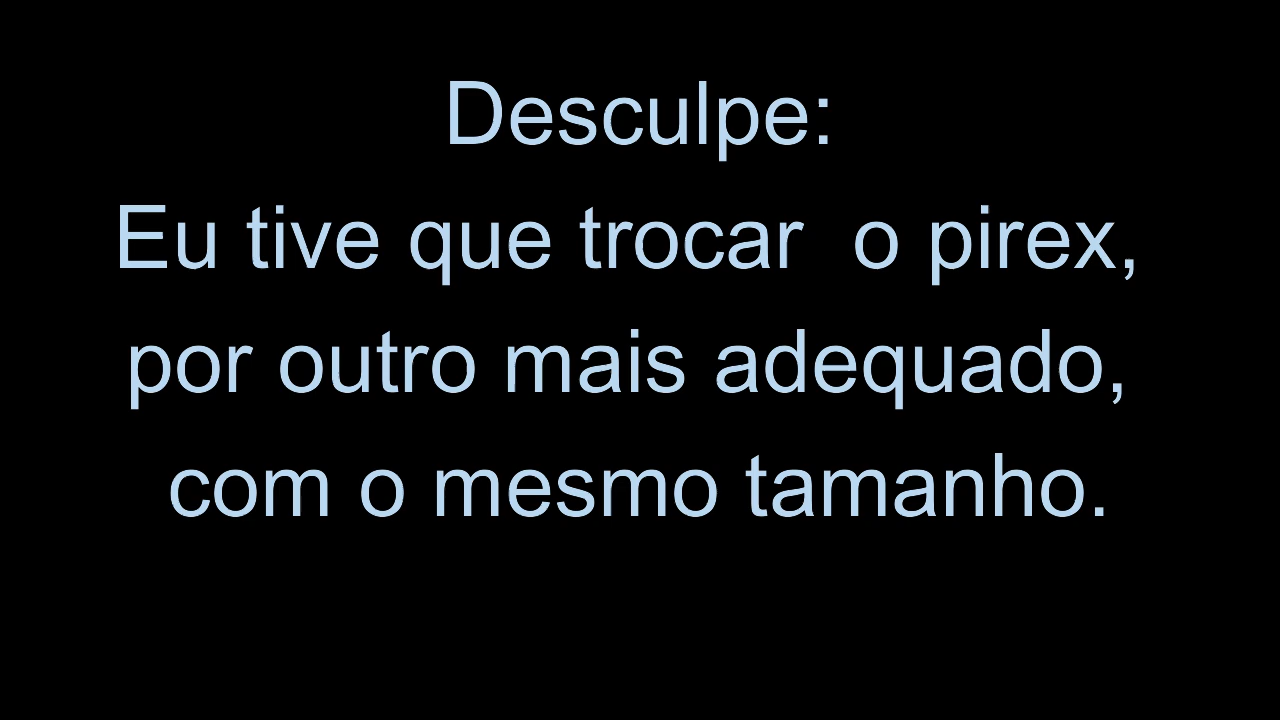 Desculpe:
Eu tive que trocar  o pirex,
por outro mais adequado,
com o mesmo tamanho.